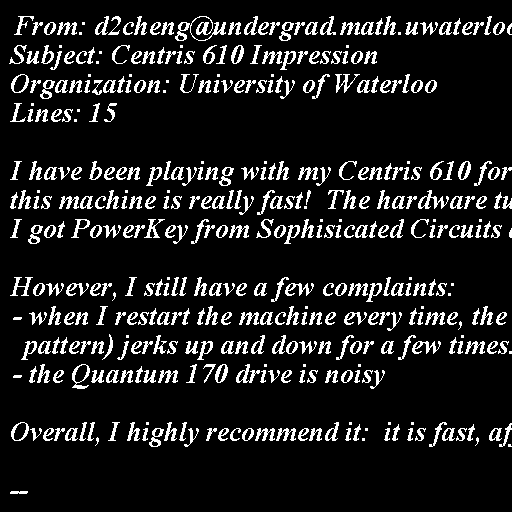 From: d2cheng@undergrad.math.uwaterloo
Subject: Centris 610 Impression
Organization: University of Waterloo
Lines: 15
I have been playing with my Centris 610 for
this machine is really fast!  The hardware tu
I got PowerKey from Sophisicated Circuits
However, I still have a few complaints:
- when I restart the machine every time, the
pattern) jerks up and down for a few times.
- the Quantum 170 drive is noisy
Overall, I highly recommend it:  it is fast, af
--